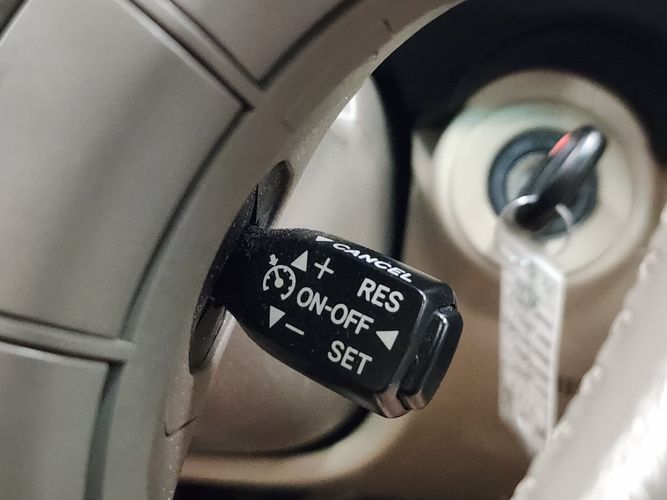 CANCEL
+ RES
ON-OFF
- SET